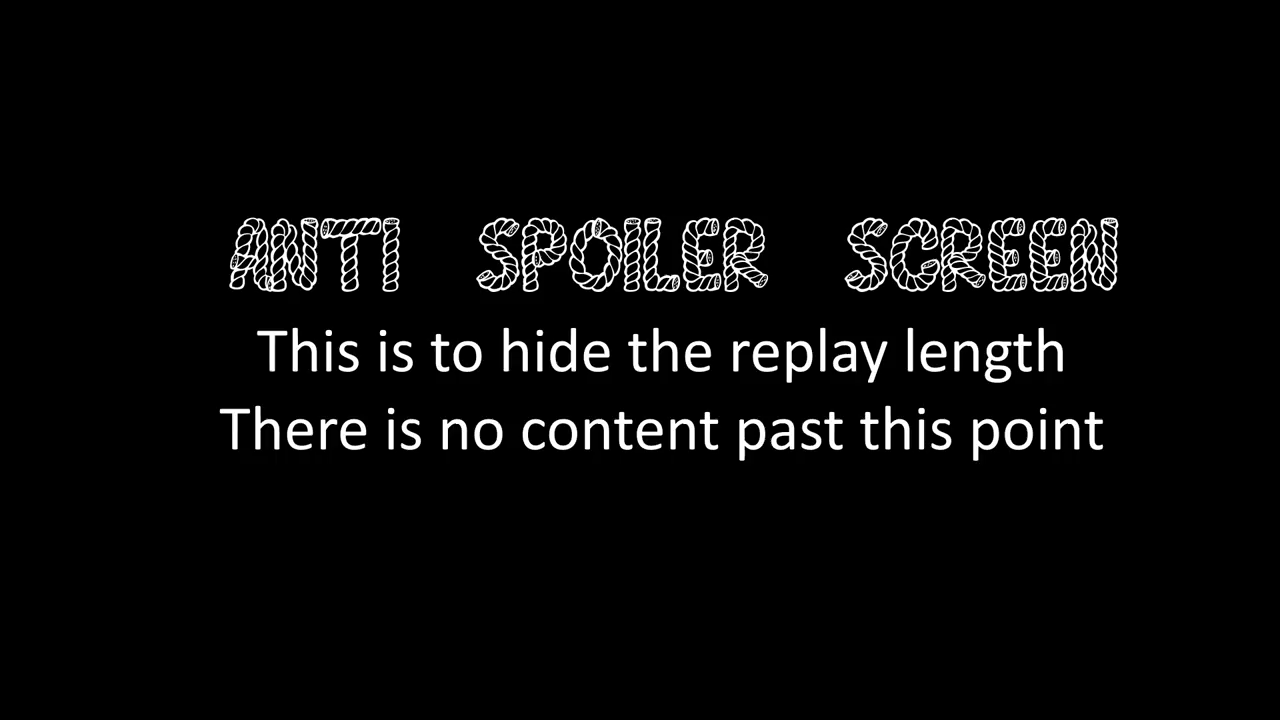 ANTI SPOILER SCREEN
This is to hide the replay length
There is no content past this point